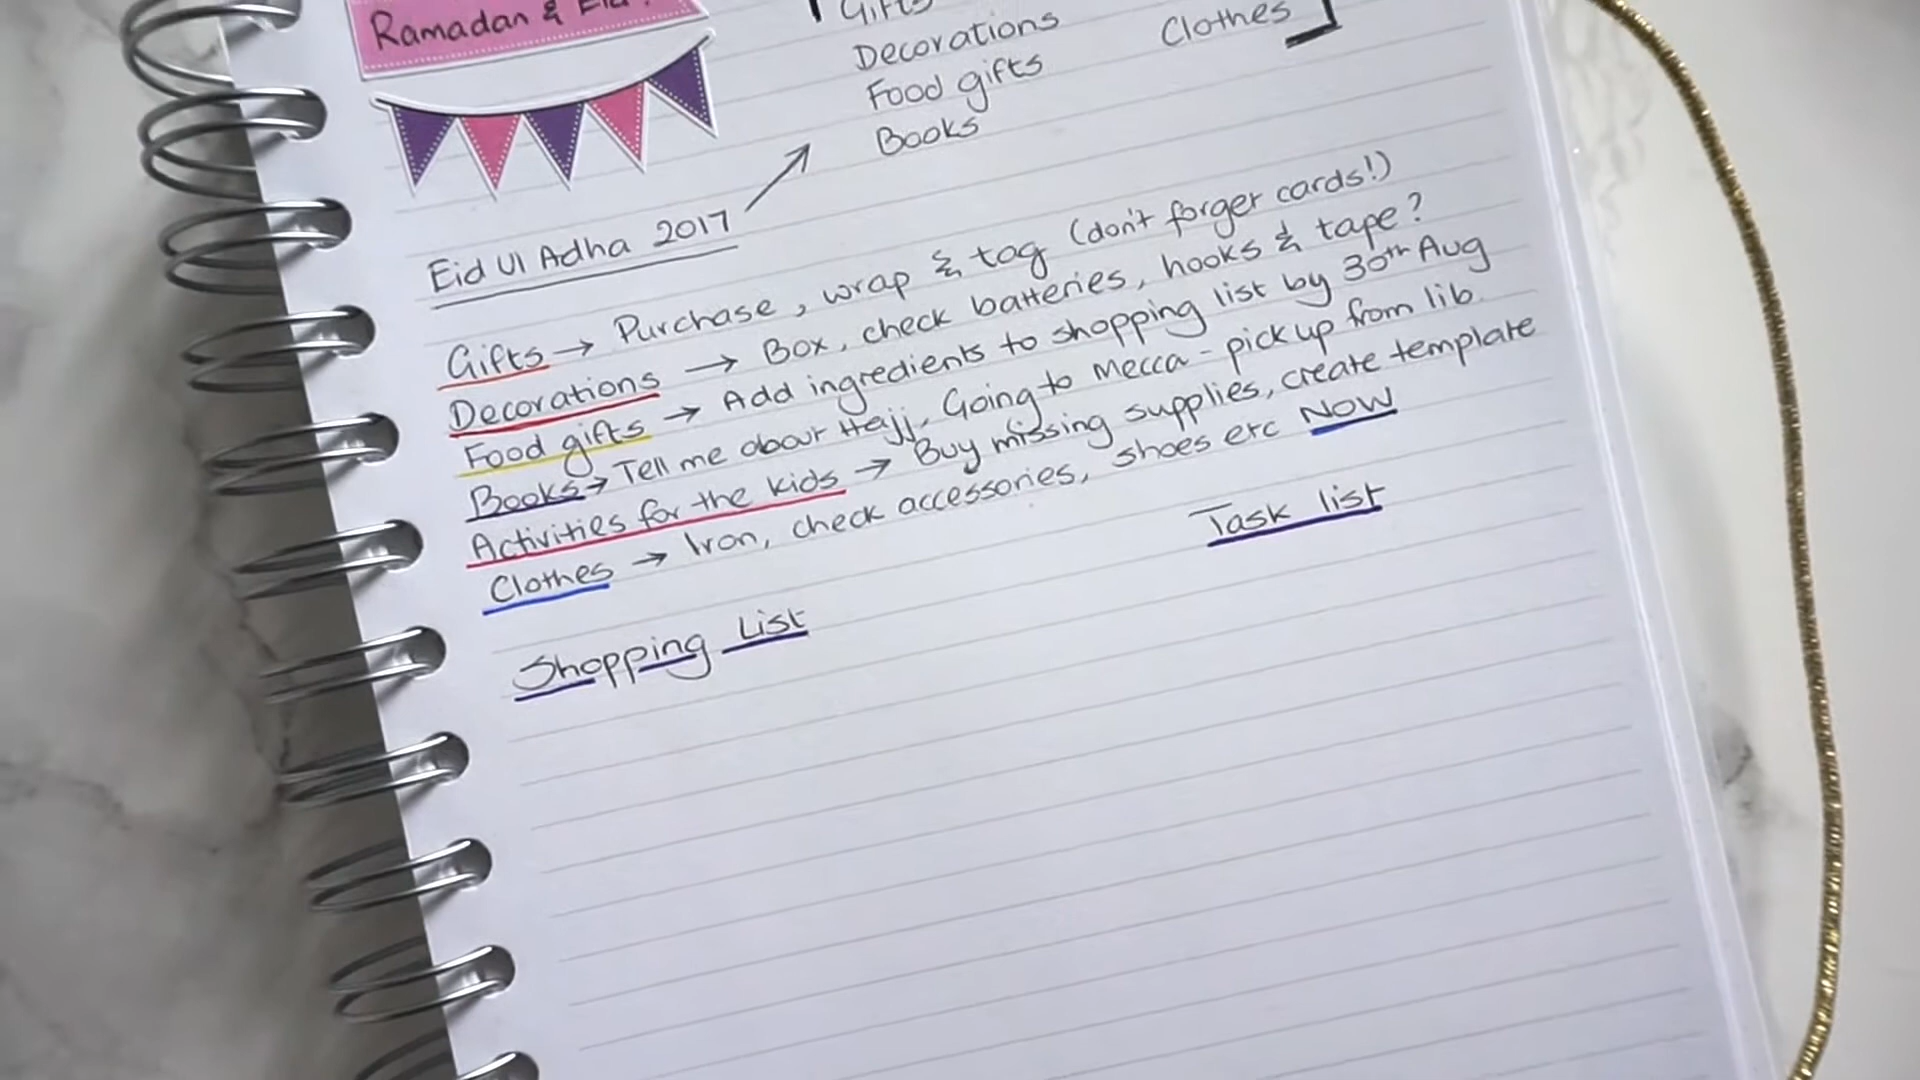 Ramadan &
Gifts
Decorations
Clothes
Food gifts
Books
Eid Ul Adha 2017
Gifts → Purchase, wrap & tag (don't forger cards!)
Decorations → Box, check batteries, hooks & tape?
Food gifts → Add ingredients to shopping list by 30th Aug
Books → Tell me about Hajj, Going to Mecca - pick up from lib.
Activities for the kids → Buy missing supplies, create template
Clothes → Iron, check accessories, shoes etc NOW
Task list
Shopping List